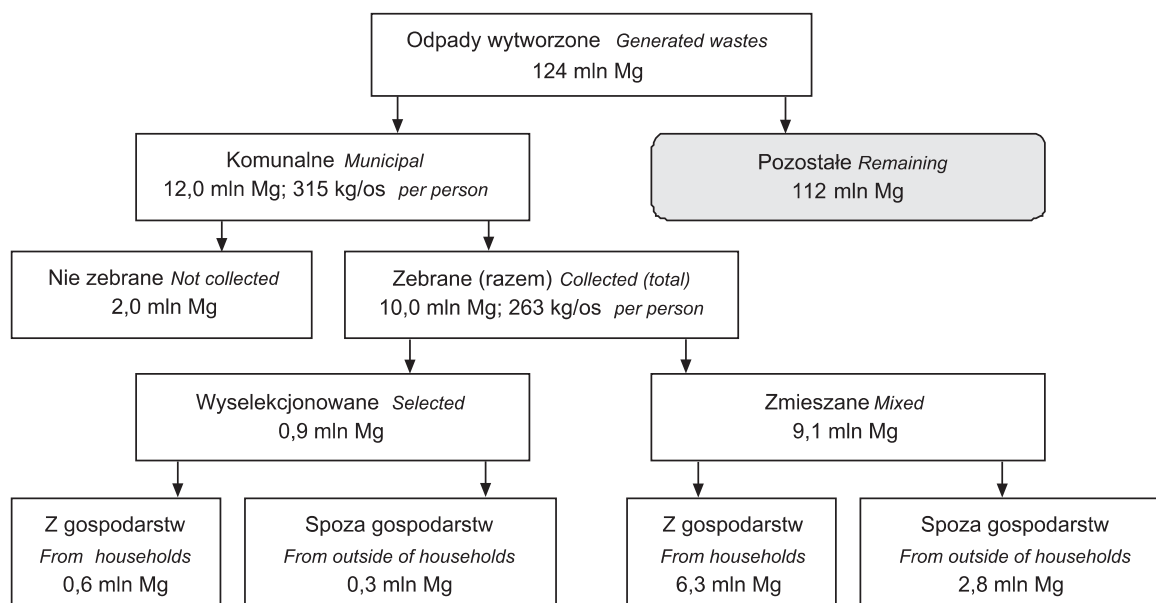 Odpady wytworzone Generated wastes
124 mln Mg
Komunalne Municipal
12,0 mln Mg; 315 kg/os per person
Pozostałe Remaining
112 mln Mg
Nie zebrane Not collected
2,0 mln Mg
Zebrane (razem) Collected (total)
10,0 mln Mg; 263 kg/os per person
Wyselekcjonowane Selected
0,9 mln Mg
Zmieszane Mixed
9,1 mln Mg
Z gospodarstw
From households
0,6 mln Mg
Spoza gospodarstw
From outside of households
0,3 mln Mg
Z gospodarstw
From households
6,3 mln Mg
Spoza gospodarstw
From outside of households
2,8 mln Mg